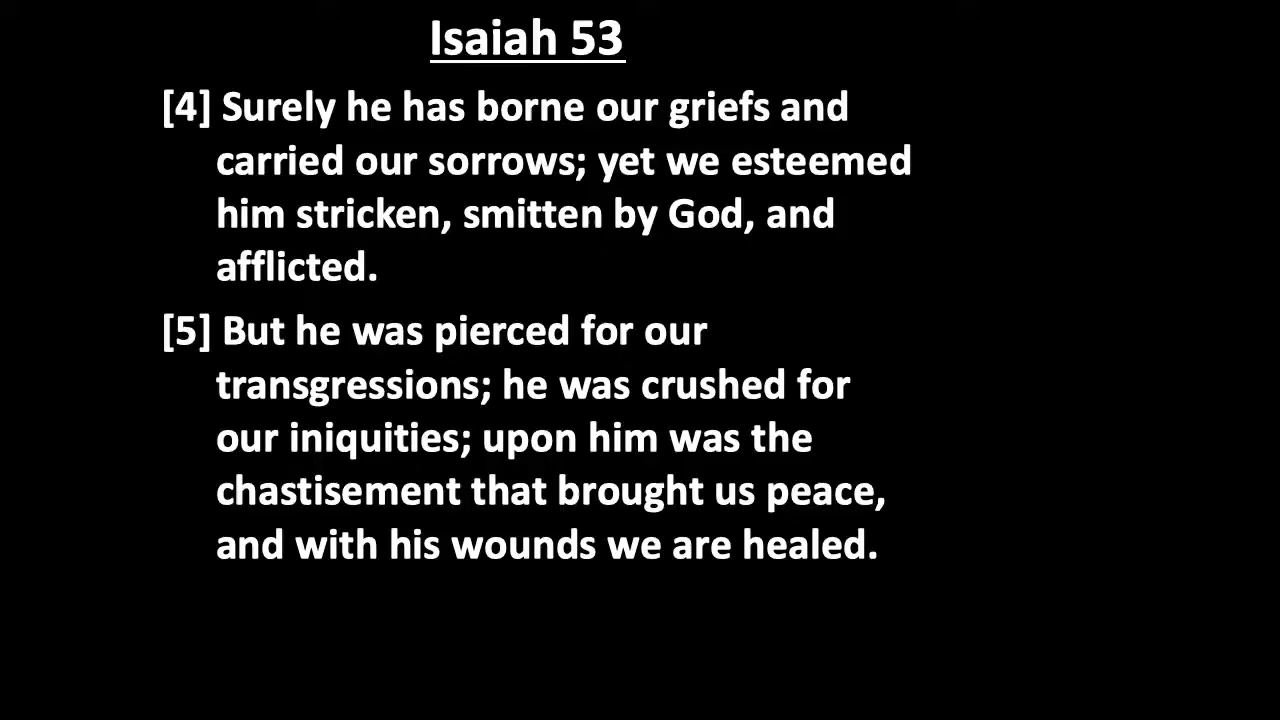 Isaiah 53
[4] Surely he has borne our griefs and
carried our sorrows; yet we esteemed
him stricken, smitten by God, and
afflicted.
[5] But he was pierced for our
transgressions; he was crushed for
our iniquities; upon him was the
chastisement that brought us peace,
and with his wounds we are healed.